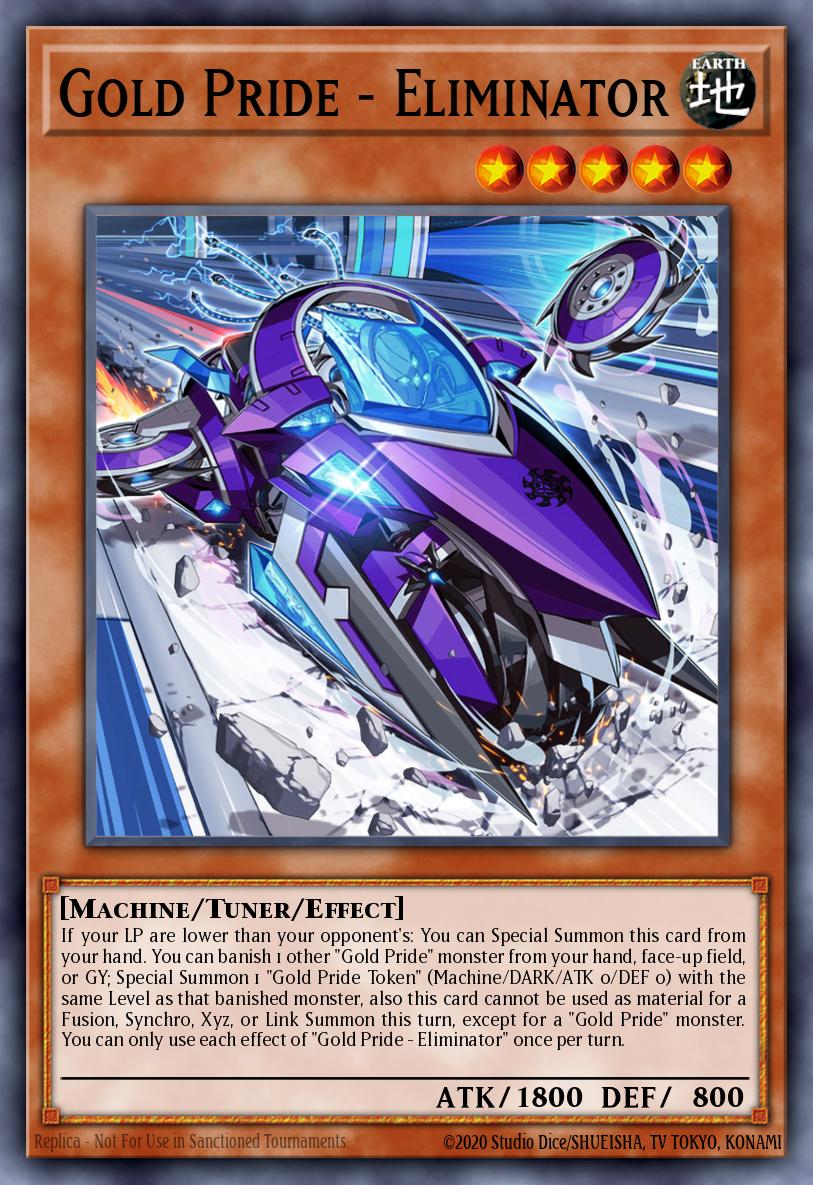 Gold Pride - Eliminator
EARTH
地
[Machine/Tuner/Effect]
If your LP are lower than your opponent's: You can Special Summon this card from
your hand. You can banish 1 other "Gold Pride" monster from your hand, face-up field,
or GY; Special Summon 1 "Gold Pride Token" (Machine/DARK/ATK 0/DEF 0) with the
same Level as that banished monster, also this card cannot be used as material for a
Fusion, Synchro, Xyz, or Link Summon this turn, except for a "Gold Pride" monster.
You can only use each effect of "Gold Pride - Eliminator" once per turn.
ATK/1800 DEF/ 800
Replica - Not For Use in Sanctioned Tournaments.
©2020 Studio Dice/SHUEISHA, TV TOKYO, KONAMI